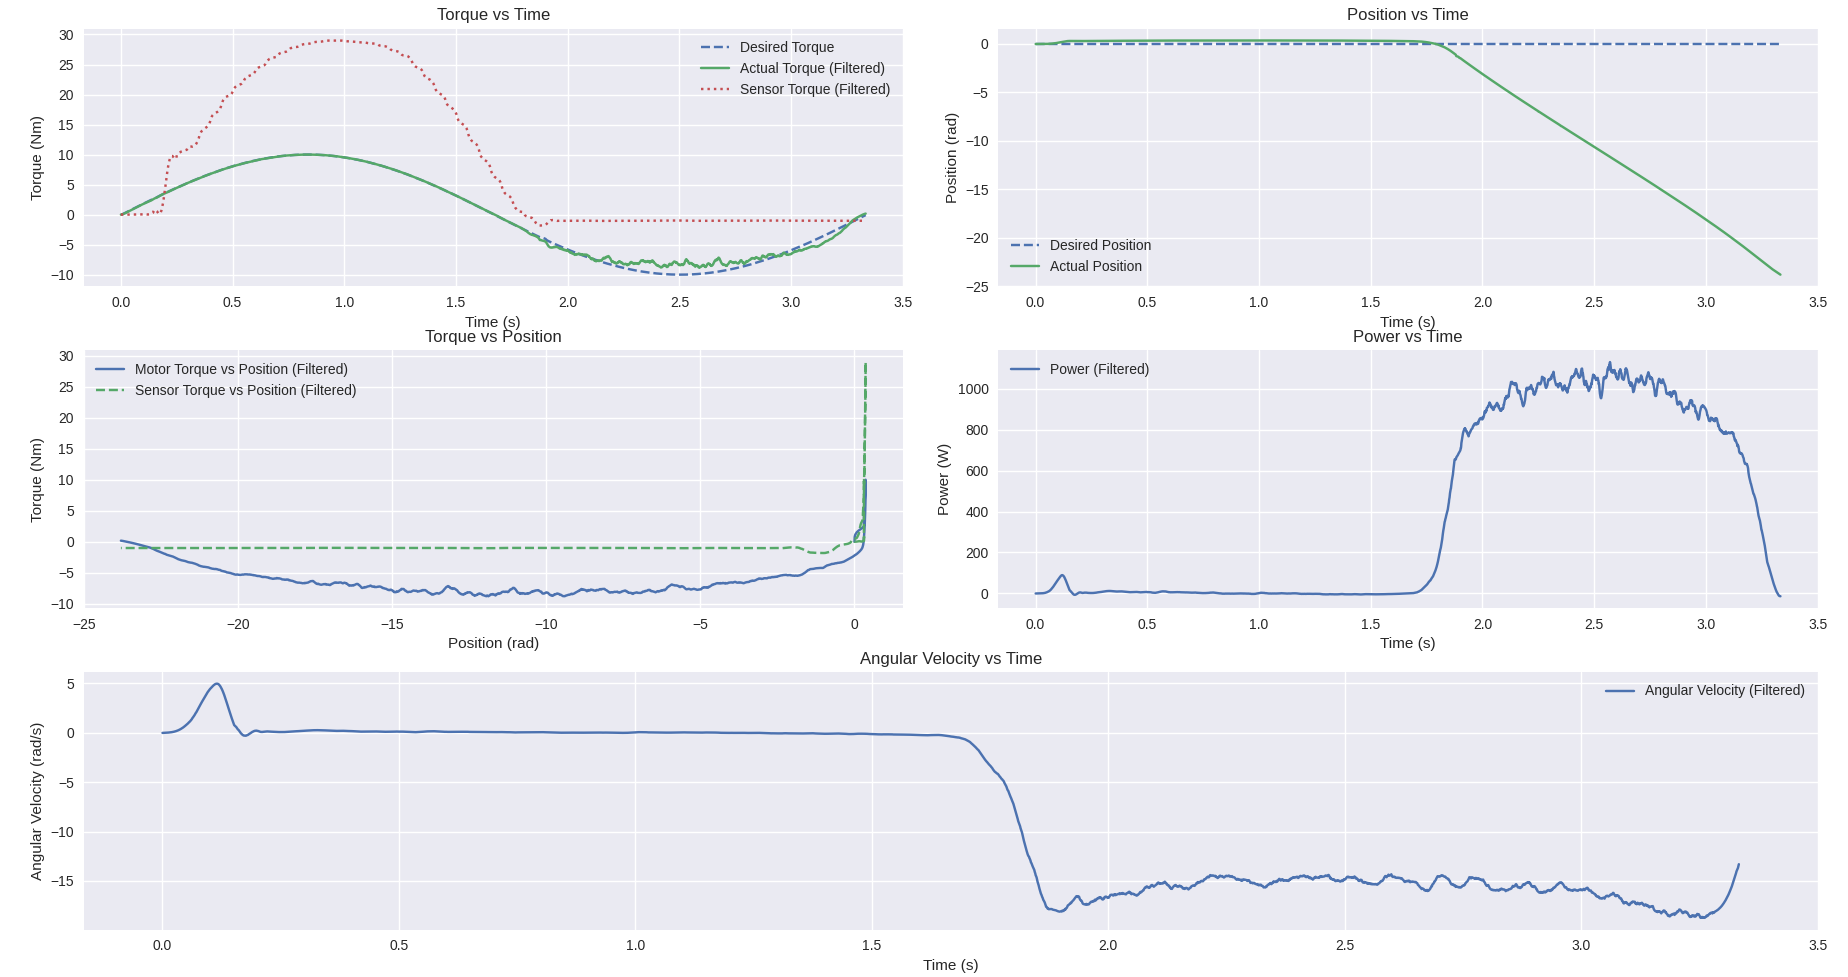 Torque vs Time
30
25
20
15
10
5
0
−5
−10
Torque (Nm)
Desired Torque
Actual Torque (Filtered)
Sensor Torque (Filtered)
0.0 0.5 1.0 1.5 2.0 2.5 3.0 3.5
Time (s)
Position vs Time
0
−5
−10
−15
−20
−25
Position (rad)
Desired Position
Actual Position
0.0 0.5 1.0 1.5 2.0 2.5 3.0 3.5
Time (s)
Torque vs Position
30
25
20
15
10
5
0
−5
−10
Torque (Nm)
Motor Torque vs Position (Filtered)
Sensor Torque vs Position (Filtered)
−25 −20 −15 −10 −5 0
Position (rad)
Power vs Time
1000
800
600
400
200
0
Power (W)
Power (Filtered)
0.0 0.5 1.0 1.5 2.0 2.5 3.0 3.5
Time (s)
Angular Velocity vs Time
5
0
−5
−10
−15
Angular Velocity (rad/s)
Angular Velocity (Filtered)
0.0 0.5 1.0 1.5 2.0 2.5 3.0 3.5
Time (s)